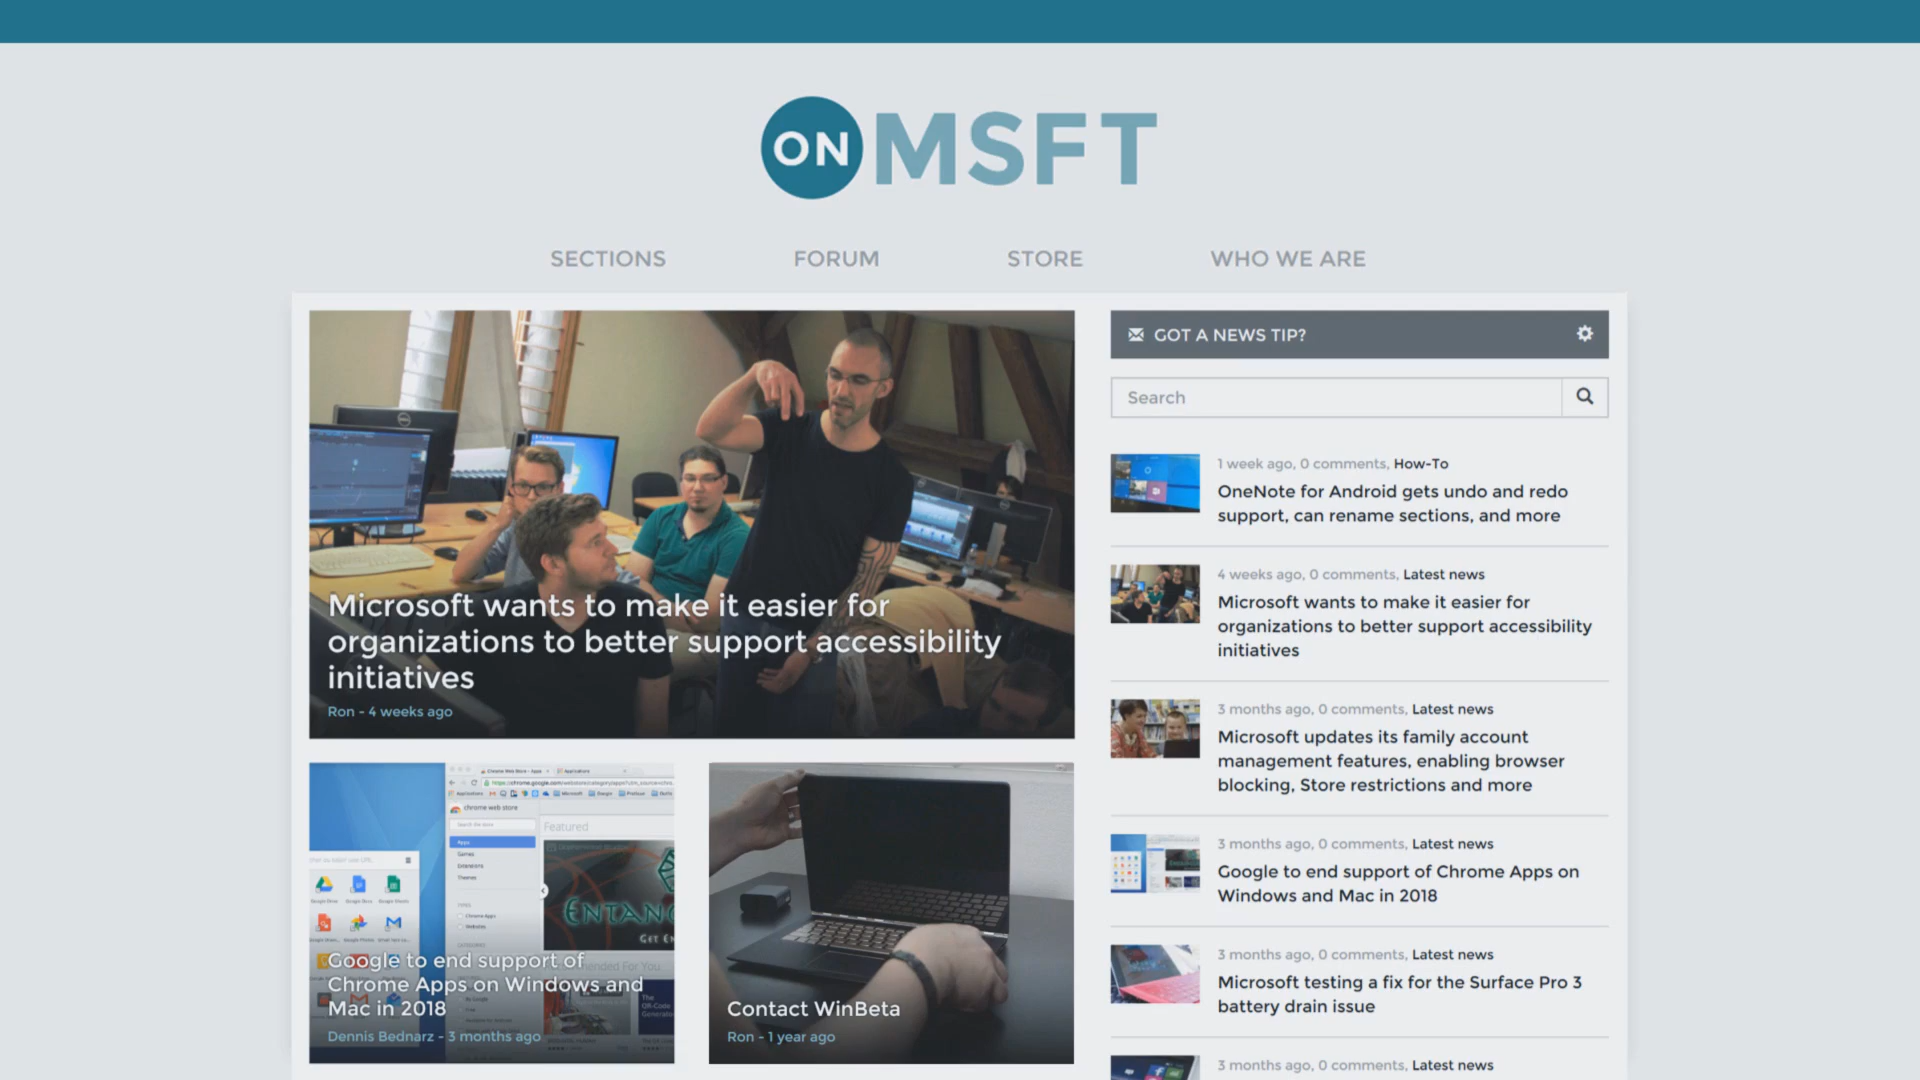 ON MSFT
SECTIONS FORUM STORE WHO WE ARE
Microsoft wants to make it easier for
organizations to better support accessibility
initiatives
Ron - 4 weeks ago
chrome web store
Featured
Apps
Games
Extensions
Themes
Google to end support of
Chrome Apps on Windows and
Mac in 2018
Dennis Bednarz - 3 months ago
Contact WinBeta
Ron - 1 year ago
GOT A NEWS TIP?
Search
1 week ago, 0 comments, How-To
OneNote for Android gets undo and redo
support, can rename sections, and more
4 weeks ago, 0 comments, Latest news
Microsoft wants to make it easier for
organizations to better support accessibility
initiatives
3 months ago, 0 comments, Latest news
Microsoft updates its family account
management features, enabling browser
blocking, Store restrictions and more
3 months ago, 0 comments, Latest news
Google to end support of Chrome Apps on
Windows and Mac in 2018
3 months ago, 0 comments, Latest news
Microsoft testing a fix for the Surface Pro 3
battery drain issue
3 months ago, 0 comments, Latest news